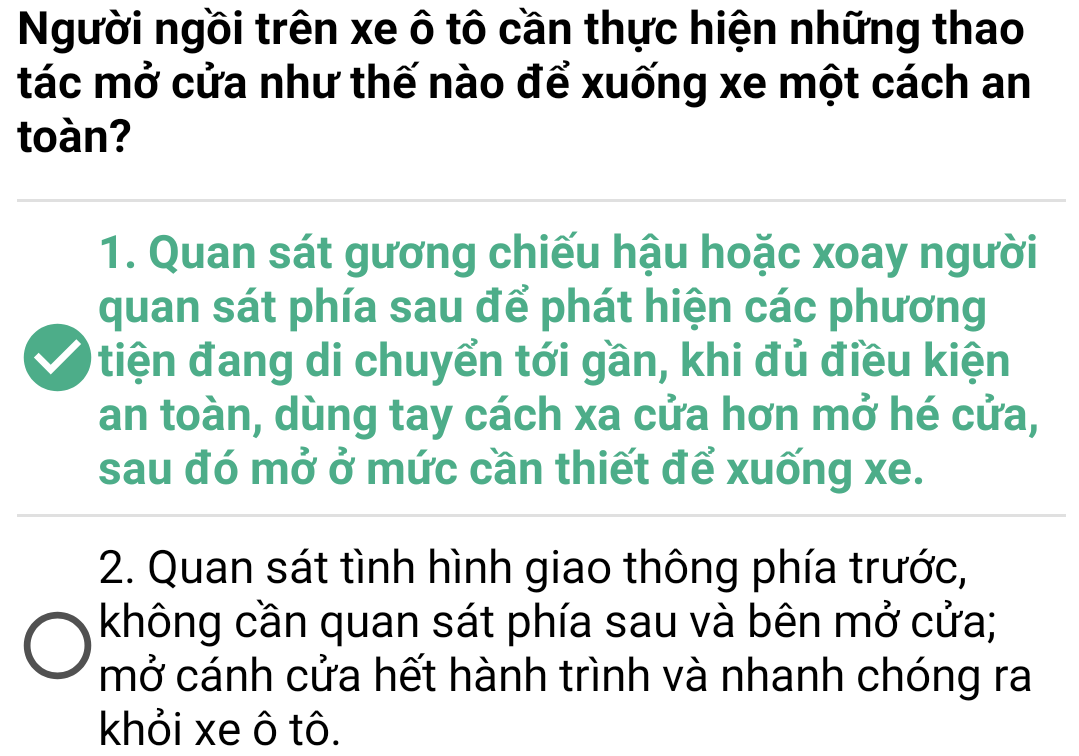 Người ngồi trên xe ô tô cần thực hiện những thao
tác mở cửa như thế nào để xuống xe một cách an
toàn?
1. Quan sát gương chiếu hậu hoặc xoay người
quan sát phía sau để phát hiện các phương
tiện đang di chuyển tới gần, khi đủ điều kiện
an toàn, dùng tay cách xa cửa hơn mở hé cửa,
sau đó mở ở mức cần thiết để xuống xe.
2. Quan sát tình hình giao thông phía trước,
không cần quan sát phía sau và bên mở cửa;
mở cánh cửa hết hành trình và nhanh chóng ra
khỏi xe ô tô.